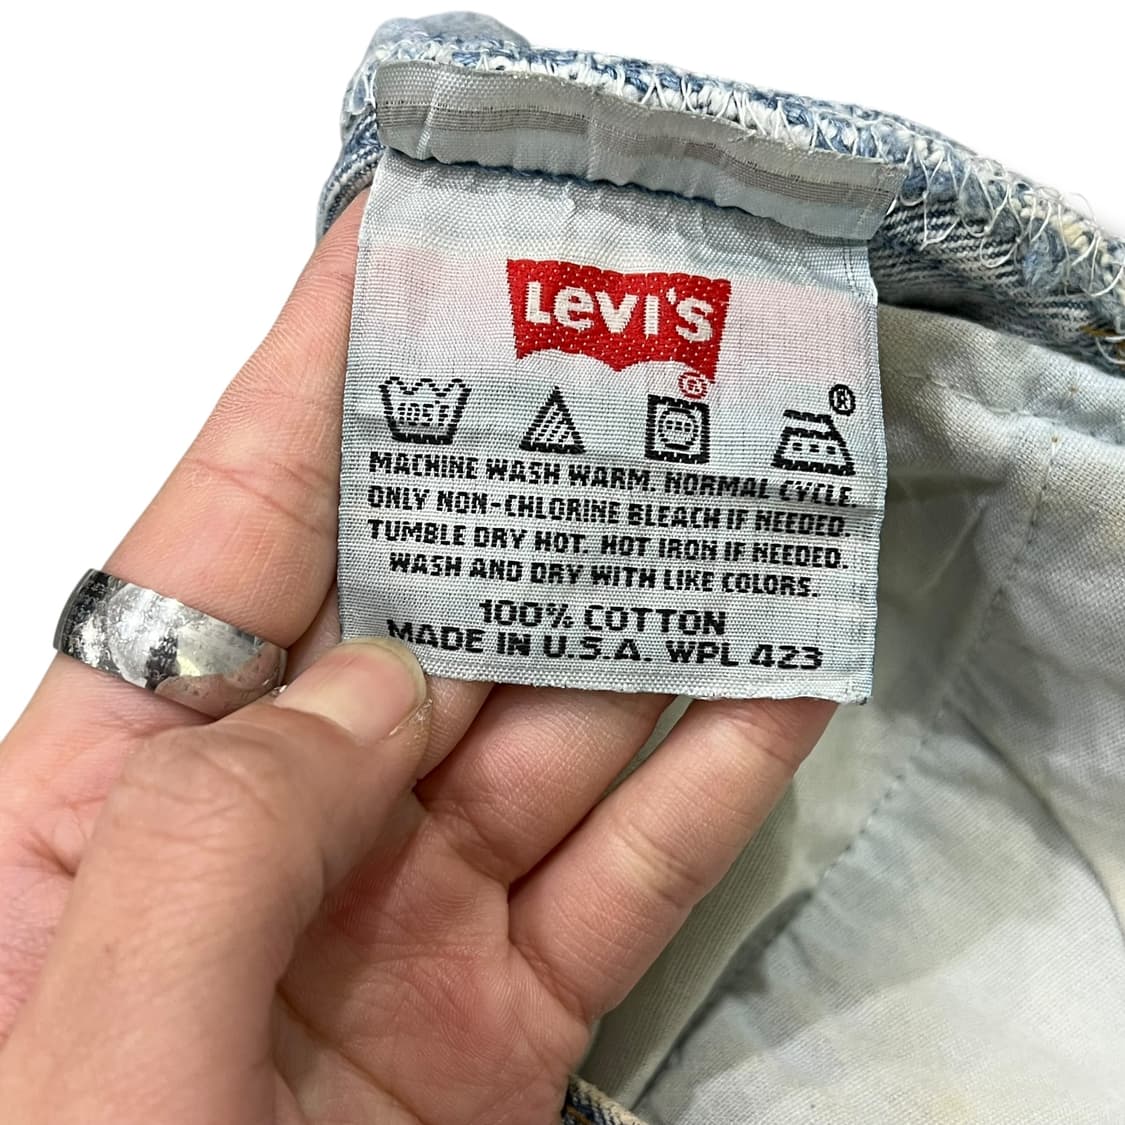 Levi's
®
®
105F
MACHINE WASH WARM. NORMAL CYCLE.
ONLY NON-CHLORINE BLEACH IF NEEDED.
TUMBLE DRY HOT. HOT IRON IF NEEDED.
WASH AND DRY WITH LIKE COLORS.
100% COTTON
MADE IN U.S.A. WPL 423